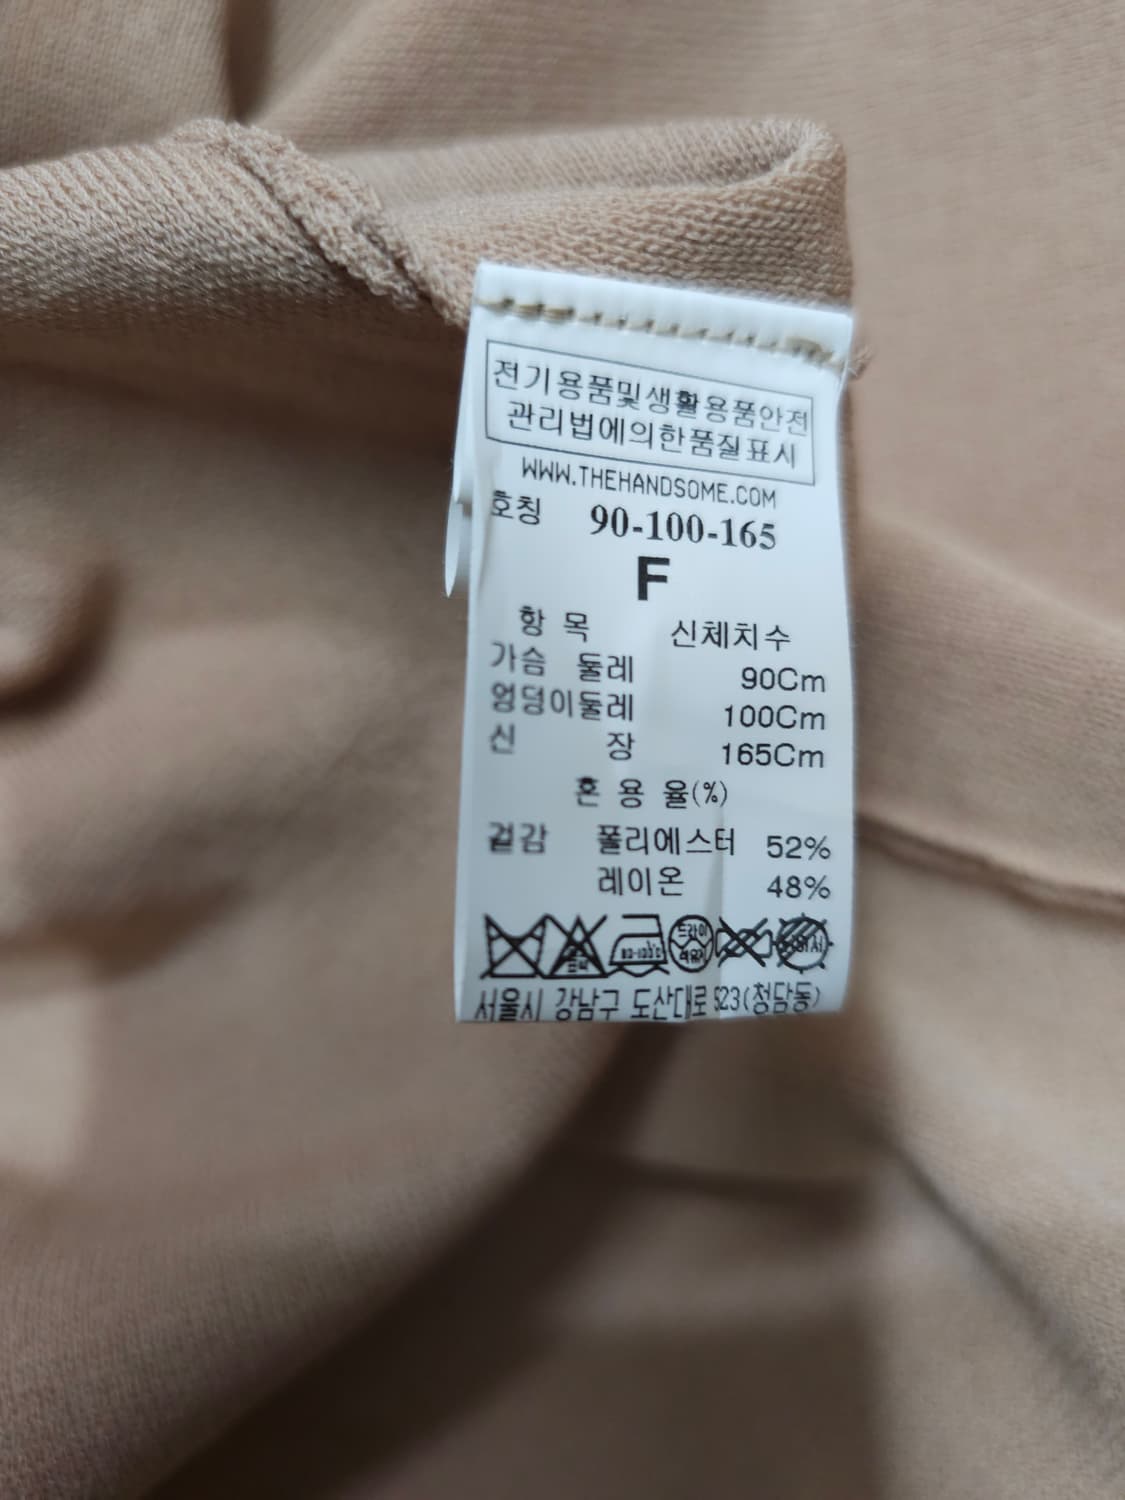 전기용품및생활용품안전
관리법에의한품질표시
WWW.THEHANDSOME.COM
호칭 90-100-165
F
항 목 신체치수
가슴 둘레 90Cm
엉덩이둘레 100Cm
신 장 165Cm
혼 용 율(%)
겉감 폴리에스터 52%
레이온 48%
드라이
서울시 강남구 도산대로 523(청담동)